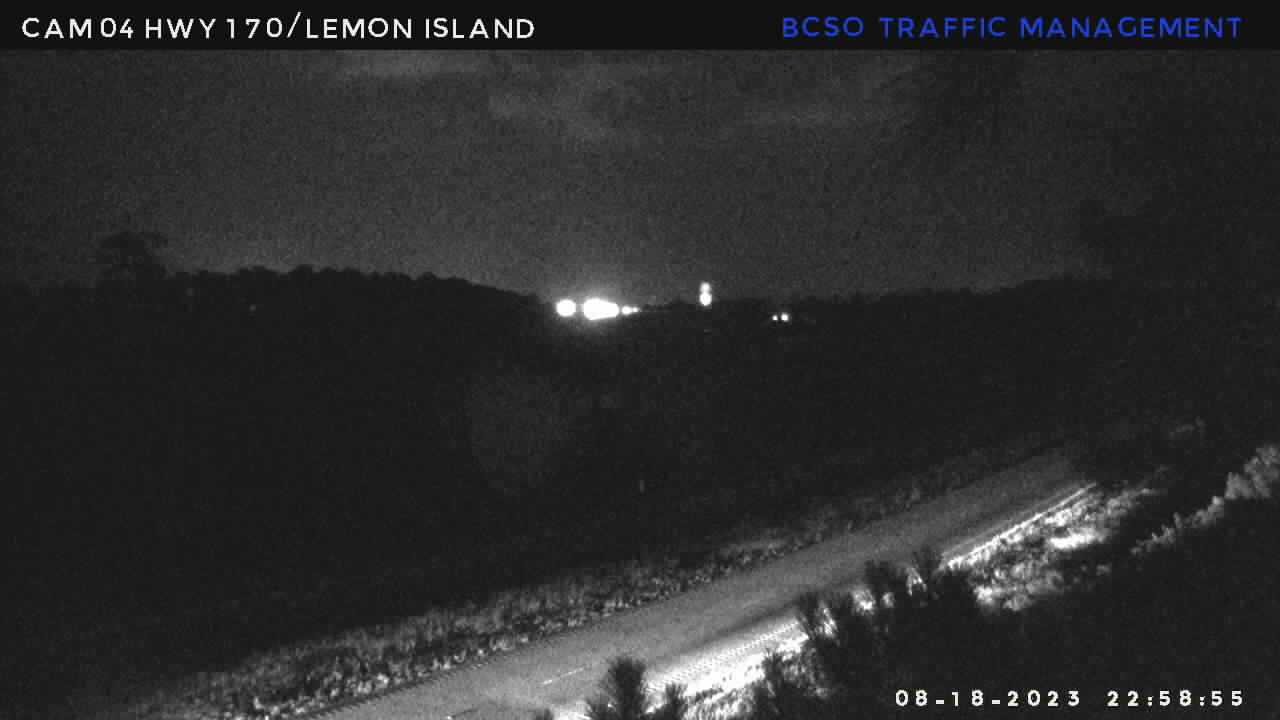 CAM04 HWY 170/LEMON ISLAND
BCSO TRAFFIC MANAGEMENT
08-18-2023 22:58:55